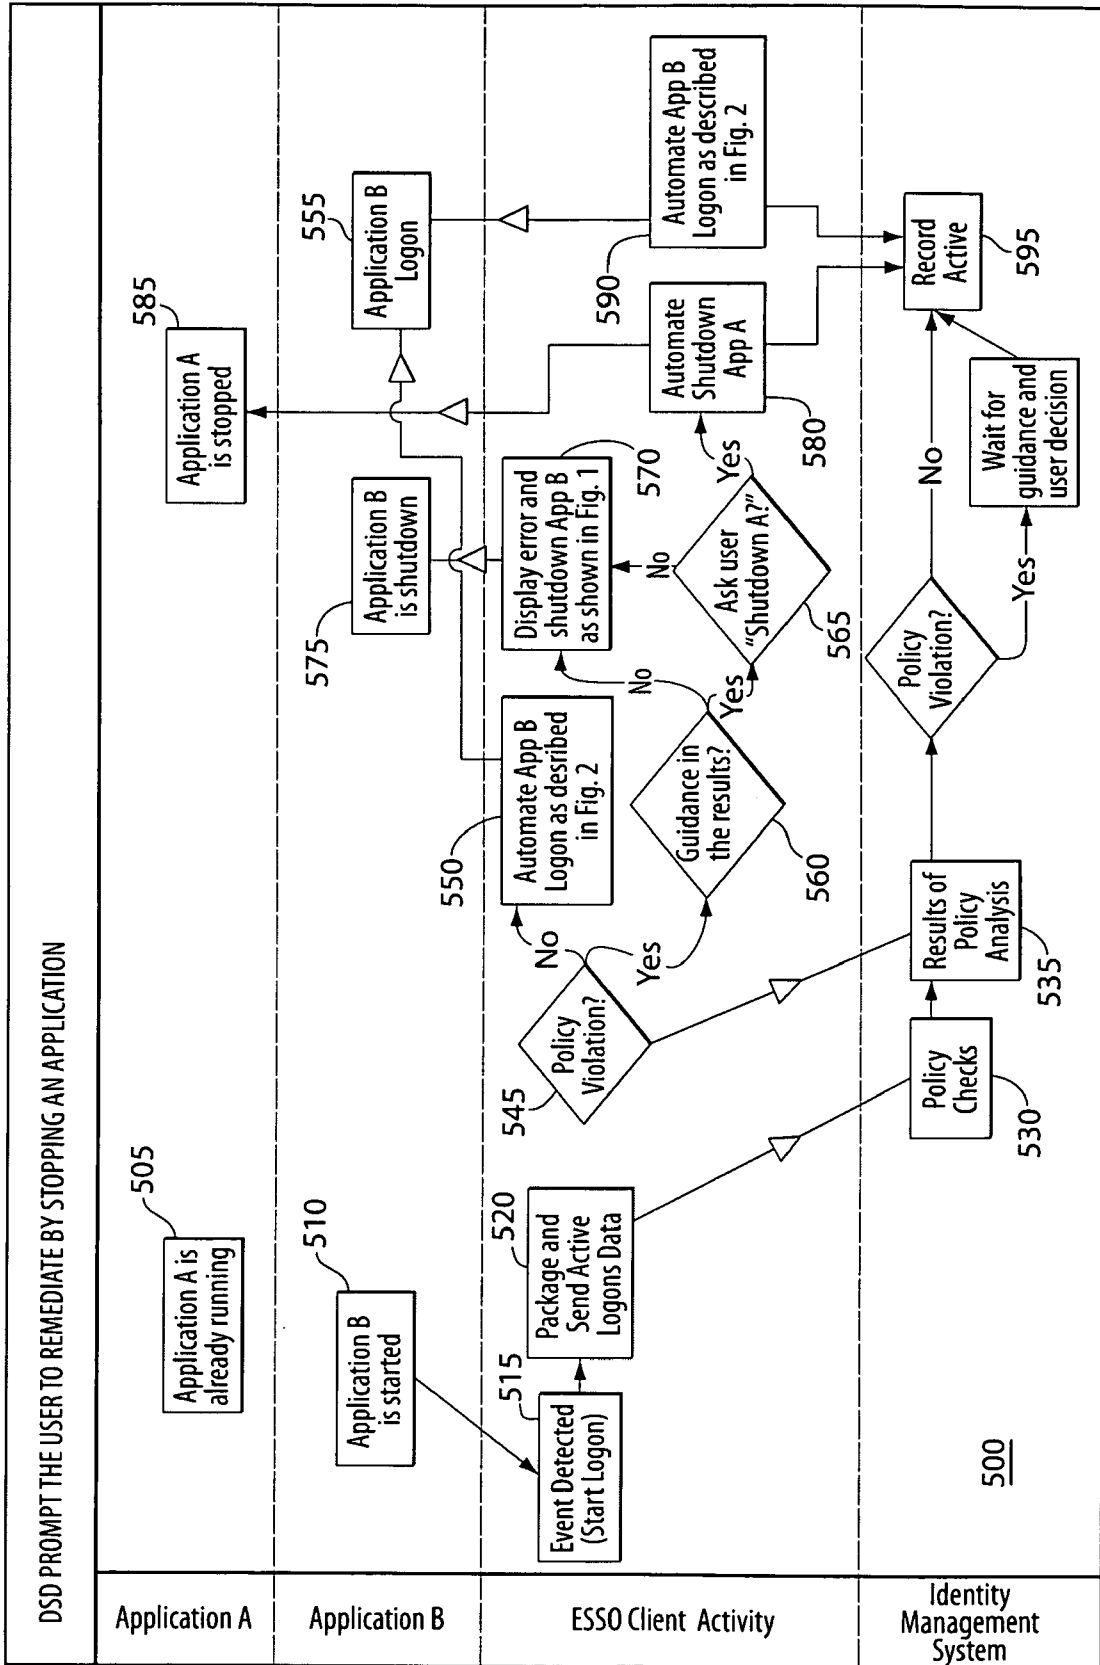 DSD PROMPT THE USER TO REMEDIATE BY STOPPING AN APPLICATION
Application A
505
Application A is
already running
585
Application A
is stopped
Application B
510
Application B
is started
575
Application B
is shutdown
555
Application B
Logon
ESSO Client Activity
515
Event Detected
(Start Logon)
520
Package and
Send Active
Logons Data
545
Policy
Violation?
No
Yes
550
Automate App B
Logon as desribed
in Fig. 2
560
Guidance in
the results?
No
Yes
570
Display error and
shutdown App B
as shown in Fig. 1
565
Ask user
“Shutdown A?”
No
Yes
580
Automate
Shutdown
App A
590
Automate App B
Logon as described
in Fig. 2
Identity
Management
System
500
530
Policy
Checks
535
Results of
Policy
Analysis
Policy
Violation?
No
Yes
Wait for
guidance and
user decision
595
Record
Active